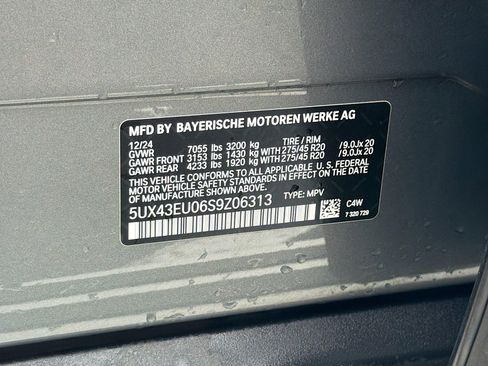 MFD BY BAYERISCHE MOTOREN WERKE AG
12/24 7055 lb 3200 kg TIRE / RIM
GVWR
GAWR FRONT 3153 lb 1430 kg WITH 275/45 R20 /9.0Jx 20
GAWR REAR 4233 lb 1920 kg WITH 275/45 R20 /9.0Jx 20
THIS VEHICLE CONFORMS TO ALL APPLICABLE U. S. FEDERAL
MOTOR VEHICLE SAFETY STANDARDS IN EFFECT ON THE DATE
OF MANUFACTURE SHOWN ABOVE.
5UX43EU06S9Z06313 TYPE: MPV
C4W
7 320 729